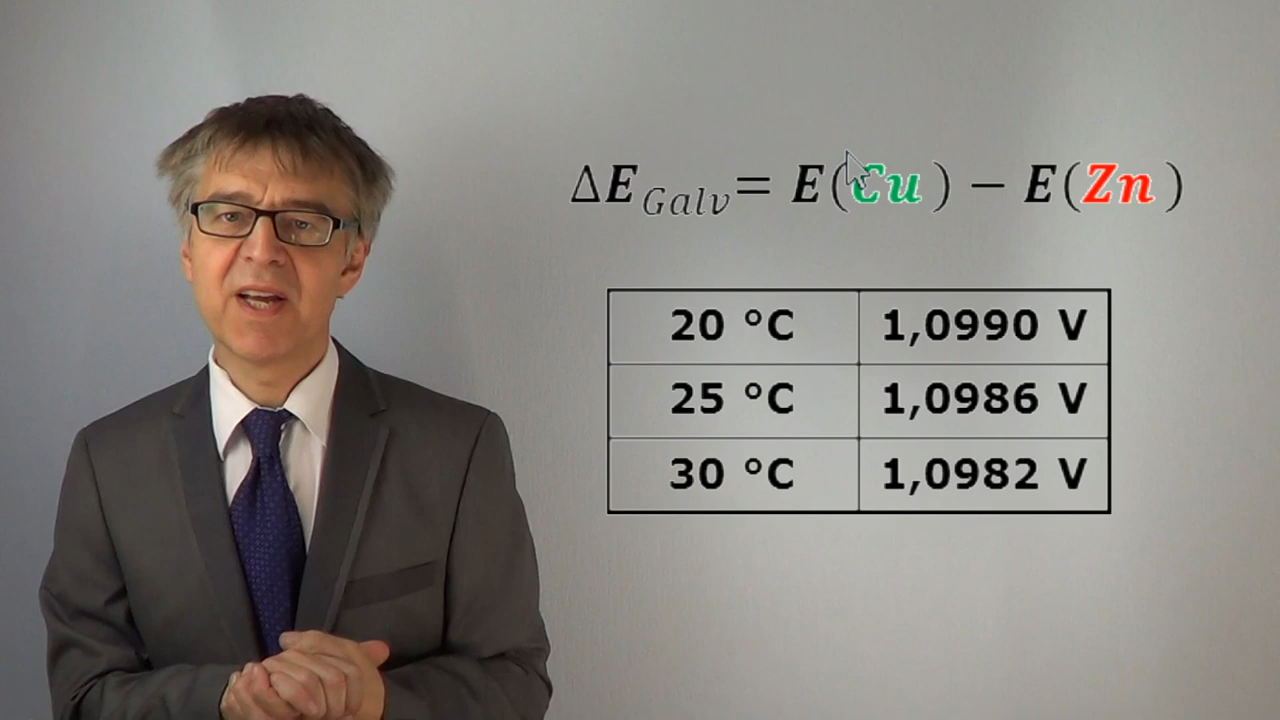 ΔE_Galv = E(Cu) − E(Zn)
20 °C 1,0990 V
25 °C 1,0986 V
30 °C 1,0982 V